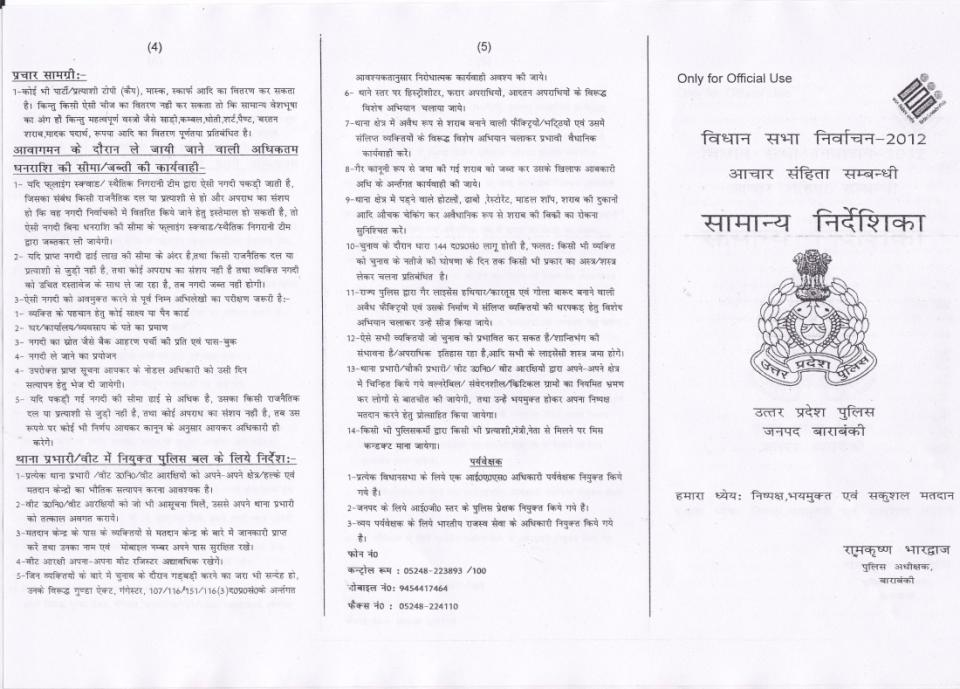 (4)
प्रचार सामग्री:-
1-कोई भी पार्टी/प्रत्याशी टोपी (कैप), मास्क, स्कार्फ आदि का वितरण कर सकता
है। किन्तु किसी ऐसी चीज का वितरण नही कर सकता तो कि सामान्य वेशभूषा
का अंग हों किन्तु महत्वपूर्ण वस्त्रो जैसे साड़ी,कम्बल,धोती,शर्ट,पैण्ट, बरतन
शराब,मादक पदार्थ, रूपया आदि का वितरण पूर्णतया प्रतिबंधित है।
आवागमन के दौरान ले जायी जाने वाली अधिकतम
धनराशि की सीमा/जब्ती की कार्यवाही-
1- यदि फ्लाइंग स्क्वाड/ स्थैतिक निगरानी टीम द्वारा ऐसी नगदी पकड़ी जाती है,
जिसका संबंध किसी राजनैतिक दल या प्रत्याशी से हो और अपराध का संशय
हो कि वह नगदी निर्वाचकों में वितरित किये जाने हेतु इस्तेमाल हो सकती है, तो
ऐसी नगदी बिना धनराशि की सीमा के फ्लाइंग स्क्वाड/स्थैतिक निगरानी टीम
द्वारा जब्तकर ली जायेगी।
2- यदि प्राप्त नगदी ढाई लाख की सीमा के अंदर है,तथा किसी राजनैतिक दल या
प्रत्याशी से जुड़ी नही है, तथा कोई अपराध का संशय नही है तथा व्यक्ति नगदी
को उचित दस्तावेज के साथ ले जा रहा है, तब नगदी जब्त नही होगी।
3-ऐसी नगदी को अवमुक्त करने से पूर्व निम्न अभिलेखों का परीक्षण जरूरी है:-
1- व्यक्ति के पहचान हेतु कोई साक्ष्य या पैन कार्ड
2- घर/कार्यालय/व्यवसाय के पते का प्रमाण
3- नगदी का स्रोत जैसे बैक आहरण पर्ची की प्रति एवं पास-बुक
4- नगदी ले जाने का प्रयोजन
4- उपरोक्त प्राप्त सूचना आयकर के नोडल अधिकारी को उसी दिन
सत्यापन हेतु भेज दी जायेगी।
5- यदि पकड़ी गई नगदी की सीमा ढाई से अधिक है, उसका किसी राजनैतिक
दल या प्रत्याशी से जुड़ी नही है, तथा कोई अपराध का संशय नही है, तब उस
रूपये पर कोई भी निर्णय आयकर कानून के अनुसार आयकर अधिकारी ही
करेगे।
थाना प्रभारी/वीट में नियुक्त पुलिस बल के लिये निर्देश:-
1-प्रत्येक थाना प्रभारी /वीट उ0नि0/वीट आरक्षियों को अपने-अपने क्षेत्र/हल्के एवं
मतदान केन्द्रों का भौतिक सत्यापन करना आवश्यक है।
2-वीट उ0नि0/वीट आरक्षियों को जो भी आसूचना मिले, उससे अपने थाना प्रभारी
को तत्काल अवगत कराये।
3-मतदान केन्द्र के पास के व्यक्तियों से मतदान केन्द्र के बारे में जानकारी प्राप्त
करे तथा उनका नाम एवं मोबाइल नम्बर अपने पास सुरक्षित रखे।
4-वीट आरक्षी अपना-अपना वीट रजिस्टर अद्यावधिक रखेगें।
5-जिन व्यक्तियों के बारे में चुनाव के दौरान गड़बड़ी करने का जरा भी सन्देह हो,
उनके विरूद्ध गुण्डा ऐक्ट, गंगेस्टर, 107/116/151/116(3)द0प्र0सं0के अर्न्तगत
(5)
आवश्यकतानुसार निरोधात्मक कार्यवाही अवश्य की जाये।
6- थाने स्तर पर हिस्ट्रीशीटर, फरार अपराधियों, आदतन अपराधियों के विरूद्ध
विशेष अभियान चलाया जाये।
7-थाना क्षेत्र में अवैध रूप से शराब बनाने वाली फैक्ट्रियों/भट्ठियों एवं उसमें
संलिप्त व्यक्तियों के विरूद्ध विशेष अभियान चलाकर प्रभावी वैधानिक
कार्यवाही करें।
8-गैर कानूनी रूप से जमा की गई शराब को जब्त कर उसके खिलाफ आबकारी
अधि के अर्न्तगत कार्यवाही की जाये।
9-थाना क्षेत्र में पड़ने वाले होटलों, ढाबों ,रेस्टोरेंट, माडल शॉप, शराब की दुकानों
आदि औचक चेकिंग कर अवैधानिक रूप से शराब की विकी का रोकना
सुनिश्चित करें।
10-चुनाव के दौरान धारा 144 द0प्र0सं0 लागू होती है, फलत: किसी भी व्यक्ति
को चुनाव के नतीजे की घोषणा के दिन तक किसी भी प्रकार का अस्त्र/शस्त्र
लेकर चलना प्रतिबंधित है।
11-राज्य पुलिस द्वारा गैर लाइसेंस हथियार/कारतूस एवं गोला बारूद बनाने वाली
अवैध फैक्ट्रियों एवं उसके निर्माण में संलिप्त व्यक्तियों की धरपकड़ हेतु विशेष
अभियान चलाकर उन्हें सीज किया जाये।
12-ऐसे सभी व्यक्तियों जो चुनाव को प्रभावित कर सकत है/शान्तिभंग की
संभावना है/अपराधिक इतिहास रहा है,आदि सभी के लाइसेंसी शस्त्र जमा होगे।
13-थाना प्रभारी/चौकी प्रभारी/ वीट उ0नि0/ वीट आरक्षियों द्वारा अपने-अपने क्षेत्र
में चिन्हित किये गये वल्नरेबिल/ संवेदनशील/क्रिटिकल ग्रामों का नियमित भ्रमण
कर लोगों से बातचीत की जायेगी, तथा उन्हें भयमुक्त होकर अपना निष्पक्ष
मतदान करने हेतु प्रोत्साहित किया जायेगा।
14-किसी भी पुलिसकर्मी द्वारा किसी भी प्रत्याशी,मंत्री,नेता से मिलने पर मिस
कन्डक्ट माना जायेगा।
पर्यवेक्षक
1-प्रत्येक विधानसभा के लिये एक आई0ए0एस0 अधिकारी पर्यवेक्षक नियुक्त किये
गये है।
2-जनपद के लिये आई0जी0 स्तर के पुलिस प्रेक्षक नियुक्त किये गये हैं।
3-व्यय पर्यवेक्षक के लिये भारतीय राजस्व सेवा के अधिकारी नियुक्त किये गये
है।
फोन नं0
कन्ट्रोल रूम : 05248-223893 /100
मोबाइल नं0: 9454417464
फैक्स नं0 : 05248-224110
Only for Official Use
विधान सभा निर्वाचन-2012
आचार संहिता सम्बन्धी
सामान्य निर्देशिका
उत्तर प्रदेश पुलिस
उत्तर प्रदेश पुलिस
जनपद बाराबंकी
हमारा ध्येय: निष्पक्ष,भयमुक्त एवं सकुशल मतदान
रामकृष्ण भारद्वाज
पुलिस अधीक्षक,
बाराबंकी